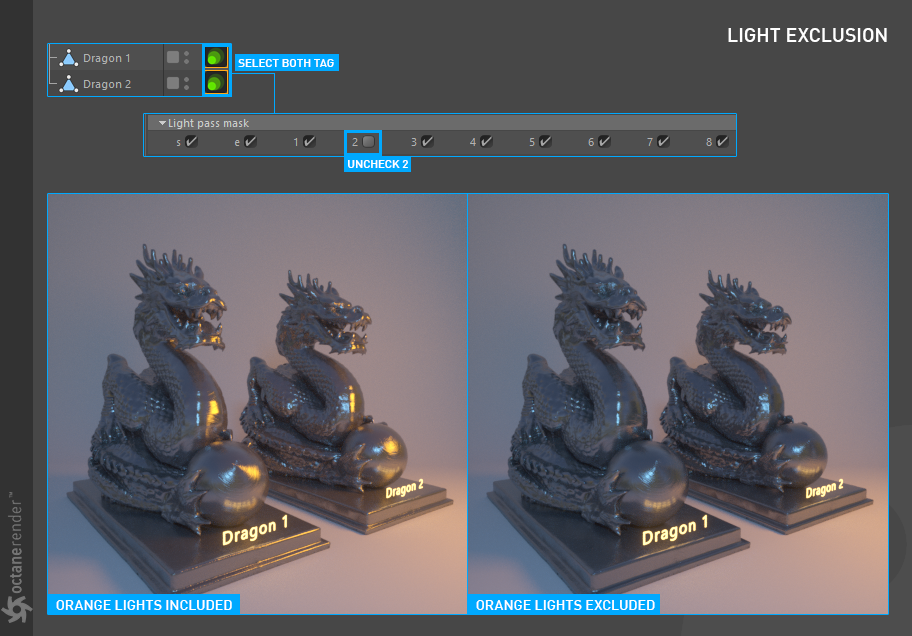 LIGHT EXCLUSION
Dragon 1
SELECT BOTH TAG
Dragon 2
Light pass mask
s e 1 2 3 4 5 6 7 8
UNCHECK 2
Dragon 1
Dragon 2
Dragon 1
Dragon 2
ORANGE LIGHTS INCLUDED
ORANGE LIGHTS EXCLUDED
octanerender™